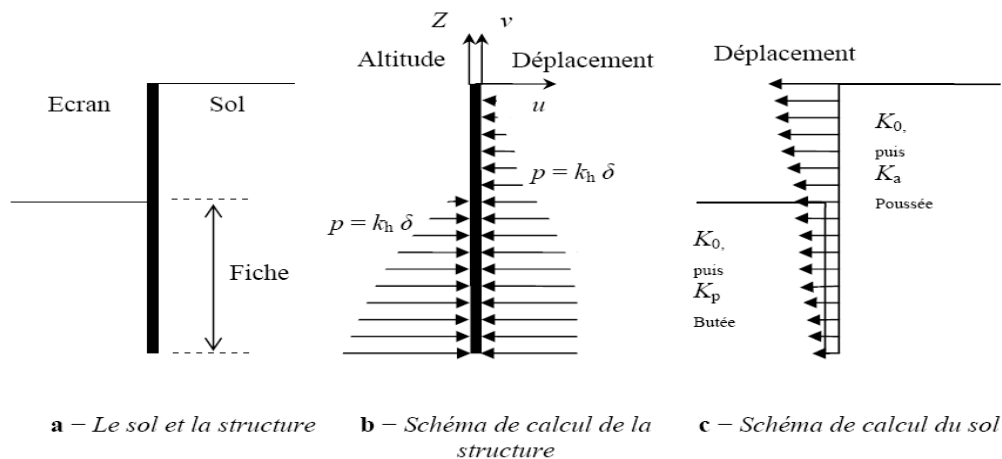 Z
v
Altitude
Déplacement
u
Ecran
Sol
Fiche
p = kh δ
p = kh δ
Déplacement
K0,
puis
Ka
Poussée
K0,
puis
Kp
Butée
a – Le sol et la structure
b – Schéma de calcul de la
structure
c – Schéma de calcul du sol